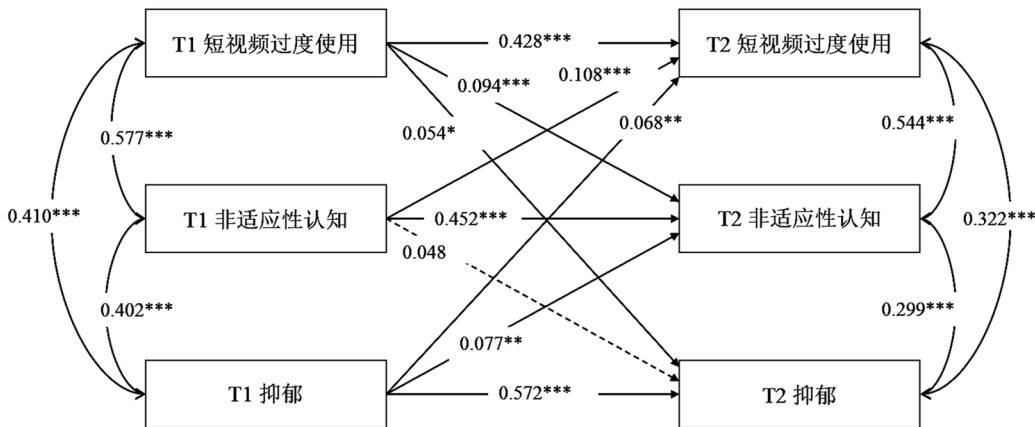 T1 短视频过度使用
0.428***
T2 短视频过度使用
0.094***
0.108***
0.577***
0.054*
0.068**
0.544***
0.410***
T1 非适应性认知
0.452***
T2 非适应性认知
0.322***
0.048
0.402***
0.299***
0.077**
T1 抑郁
0.572***
T2 抑郁